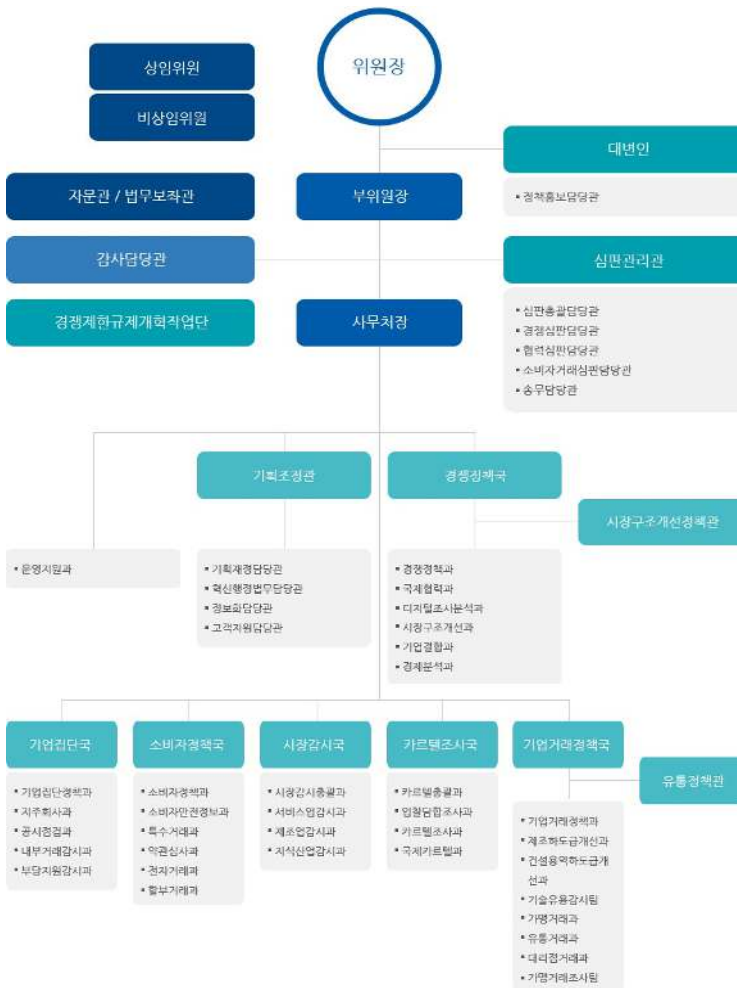 위원장
상임위원
비상임위원
대변인
▪ 정책홍보담당관
자문관 / 법무보좌관
부위원장
감사담당관
심판관리관
▪ 심판총괄담당관
▪ 경쟁심판담당관
▪ 협력심판담당관
▪ 소비자거래심판담당관
▪ 송무담당관
경쟁제한규제개혁작업단
사무처장
기획조정관
경쟁정책국
시장구조개선정책관
▪ 운영지원과
▪ 기획재정담당관
▪ 혁신행정법무담당관
▪ 정보화담당관
▪ 고객지원담당관
▪ 경쟁정책과
▪ 국제협력과
▪ 디지털조사분석과
▪ 시장구조개선과
▪ 기업결합과
▪ 경제분석과
기업집단국
소비자정책국
시장감시국
카르텔조사국
기업거래정책국
유통정책관
▪ 기업집단정책과
▪ 지주회사과
▪ 공시점검과
▪ 내부거래감시과
▪ 부당지원감시과
▪ 소비자정책과
▪ 소비자안전정보과
▪ 특수거래과
▪ 약관심사과
▪ 전자거래과
▪ 할부거래과
▪ 시장감시총괄과
▪ 서비스업감시과
▪ 제조업감시과
▪ 지식산업감시과
▪ 카르텔총괄과
▪ 입찰담합조사과
▪ 카르텔조사과
▪ 국제카르텔과
▪ 기업거래정책과
▪ 제조하도급개선과
▪ 건설용역하도급개
선과
▪ 기술유용감시팀
▪ 가맹거래과
▪ 유통거래과
▪ 대리점거래과
▪ 가맹거래조사팀